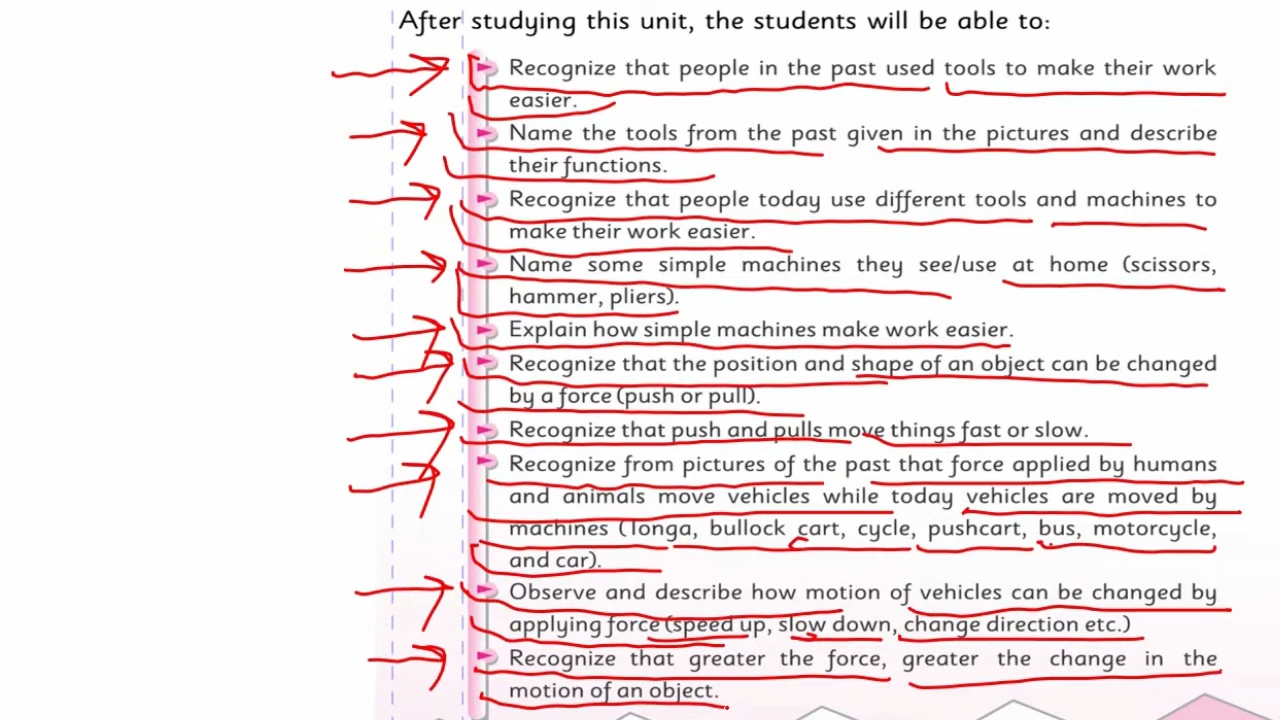 After studying this unit, the students will be able to:
Recognize that people in the past used tools to make their work
easier.
Name the tools from the past given in the pictures and describe
their functions.
Recognize that people today use different tools and machines to
make their work easier.
Name some simple machines they see/use at home (scissors,
hammer, pliers).
Explain how simple machines make work easier.
Recognize that the position and shape of an object can be changed
by a force (push or pull).
Recognize that push and pulls move things fast or slow.
Recognize from pictures of the past that force applied by humans
and animals move vehicles while today vehicles are moved by
machines (Tonga, bullock cart, cycle, pushcart, bus, motorcycle,
and car).
Observe and describe how motion of vehicles can be changed by
applying force (speed up, slow down, change direction etc.)
Recognize that greater the force, greater the change in the
motion of an object.